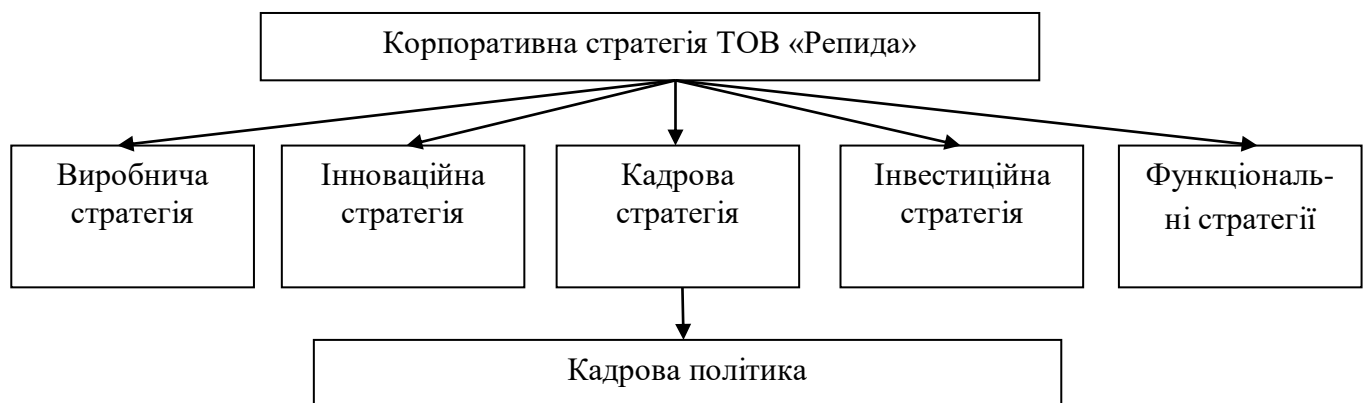 Корпоративна стратегія ТОВ «Репида»
Виробнича
стратегія
Інноваційна
стратегія
Кадрова
стратегія
Інвестиційна
стратегія
Функціональ-
ні стратегії
Кадрова політика